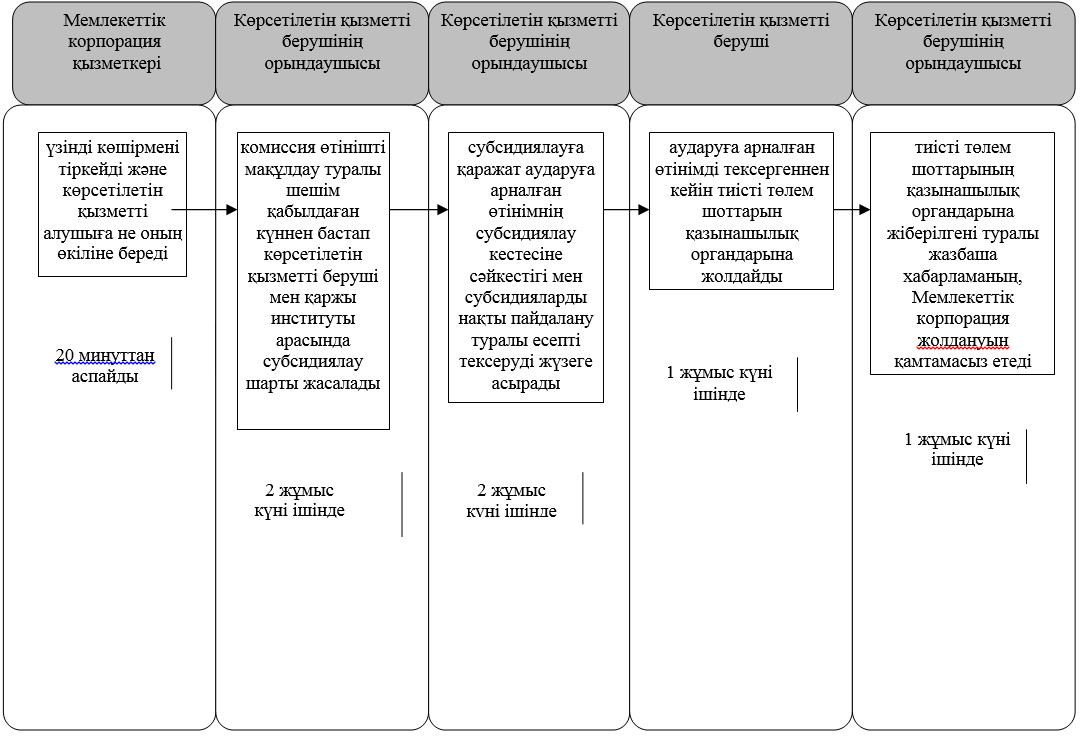 Мемлекеттік
корпорация
қызметкері
Көрсетілетін қызметті
берушінің
орындаушысы
Көрсетілетін қызметті
берушінің
орындаушысы
Көрсетілетін қызметті
беруші
Көрсетілетін қызметті
берушінің
орындаушысы
үзінді көшірмені
тіркейді және
көрсетілетін
қызметті
алушыға не оның
өкіліне береді
20 минуттан
аспайды
комиссия өтінішті
мақұлдау туралы
шешім
қабылдаған
күннен бастап
көрсетілетін
қызметті беруші
мен қаржы
институты
арасында
субсидиялау
шарты жасалады
2 жұмыс
күні ішінде
субсидиялауға
қаражат аударуға
арналған
өтінімнің
субсидиялау
кестесіне
сәйкестігі мен
субсидияларды
нақты пайдалану
туралы есепті
тексеруді жүзеге
асырады
2 жұмыс
күні ішінде
аударуға арналған
өтінімді тексергеннен
кейін тиісті төлем
шоттарын
қазынашылық
органдарына
жолдайды
1 жұмыс күні
ішінде
тиісті төлем
шоттарының
қазынашылық
органдарына
жіберілгені туралы
жазбаша
хабарламаның,
Мемлекеттік
корпорация
жолдануын
қамтамасыз етеді
1 жұмыс күні
ішінде